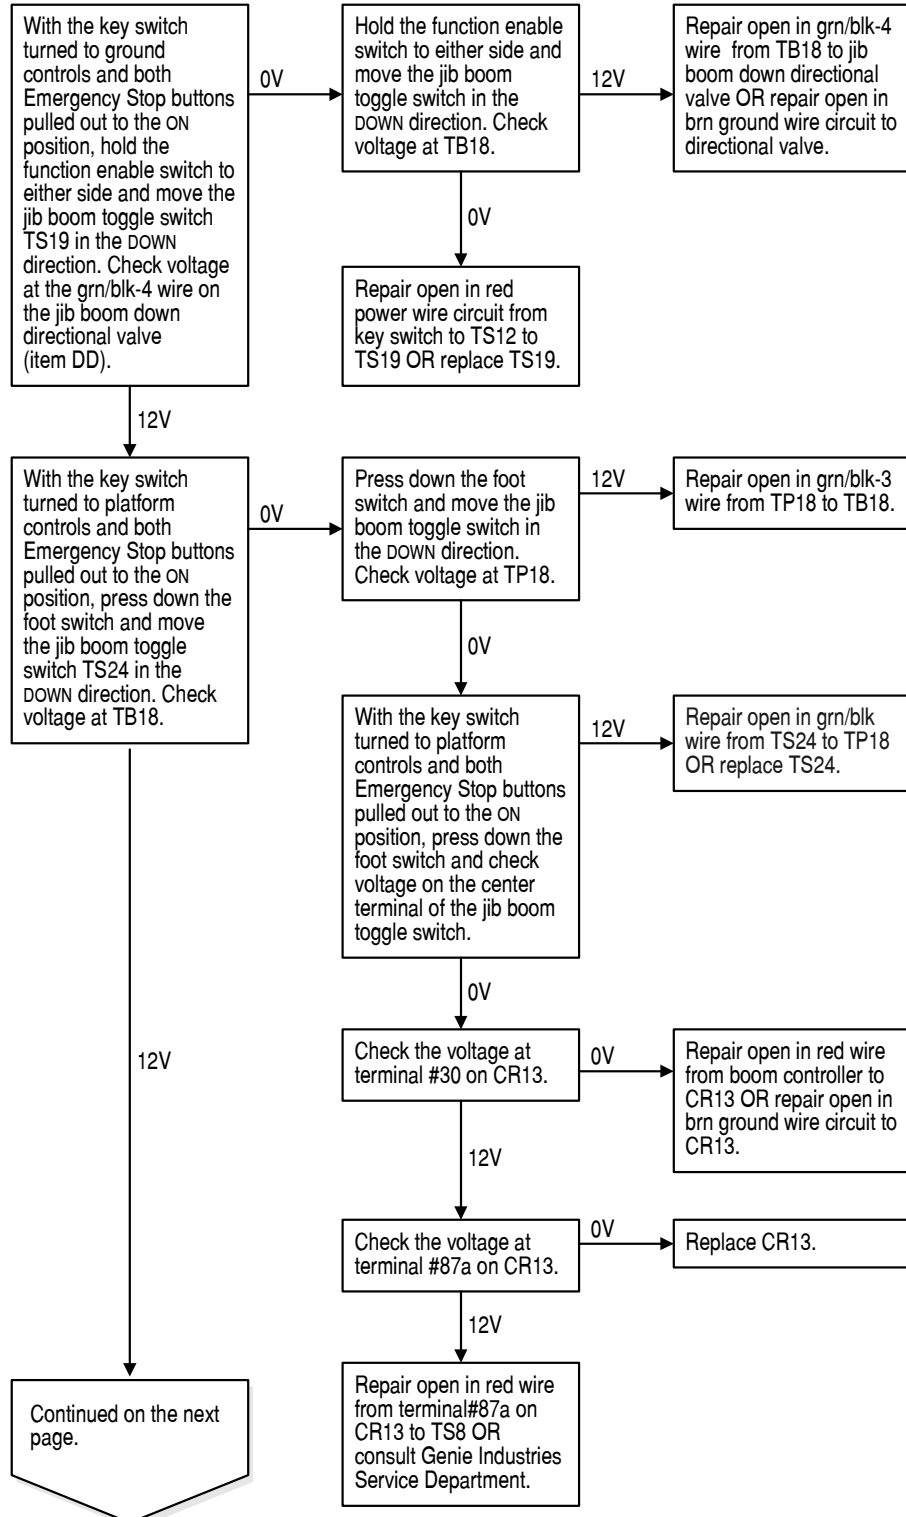 With the key switch
turned to ground
controls and both
Emergency Stop buttons
pulled out to the ON
position, hold the
function enable switch to
either side and move the
jib boom toggle switch
TS19 in the DOWN
direction. Check voltage
at the grn/blk-4 wire on
the jib boom down
directional valve
(item DD).
0V
Hold the function enable
switch to either side and
move the jib boom
toggle switch in the
DOWN direction. Check
voltage at TB18.
12V
Repair open in grn/blk-4
wire from TB18 to jib
boom down directional
valve OR repair open in
brn ground wire circuit to
directional valve.
0V
Repair open in red
power wire circuit from
key switch to TS12 to
TS19 OR replace TS19.
12V
With the key switch
turned to platform
controls and both
Emergency Stop buttons
pulled out to the ON
position, press down the
foot switch and move
the jib boom toggle
switch TS24 in the
DOWN direction. Check
voltage at TB18.
0V
Press down the foot
switch and move the jib
boom toggle switch in
the DOWN direction.
Check voltage at TP18.
12V
Repair open in grn/blk-3
wire from TP18 to TB18.
0V
With the key switch
turned to platform
controls and both
Emergency Stop buttons
pulled out to the ON
position, press down the
foot switch and check
voltage on the center
terminal of the jib boom
toggle switch.
12V
Repair open in grn/blk
wire from TS24 to TP18
OR replace TS24.
0V
Check the voltage at
terminal #30 on CR13.
0V
Repair open in red wire
from boom controller to
CR13 OR repair open in
brn ground wire circuit to
CR13.
12V
12V
Check the voltage at
terminal #87a on CR13.
0V
Replace CR13.
12V
Repair open in red wire
from terminal#87a on
CR13 to TS8 OR
consult Genie Industries
Service Department.
Continued on the next
page.